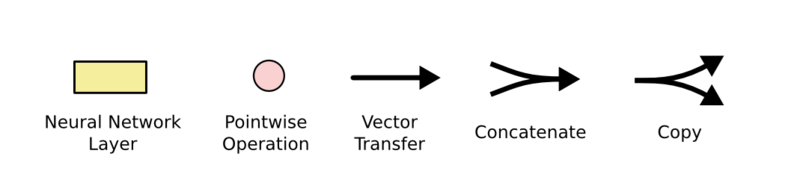 Neural Network
Layer
Pointwise
Operation
Vector
Transfer
Concatenate
Copy